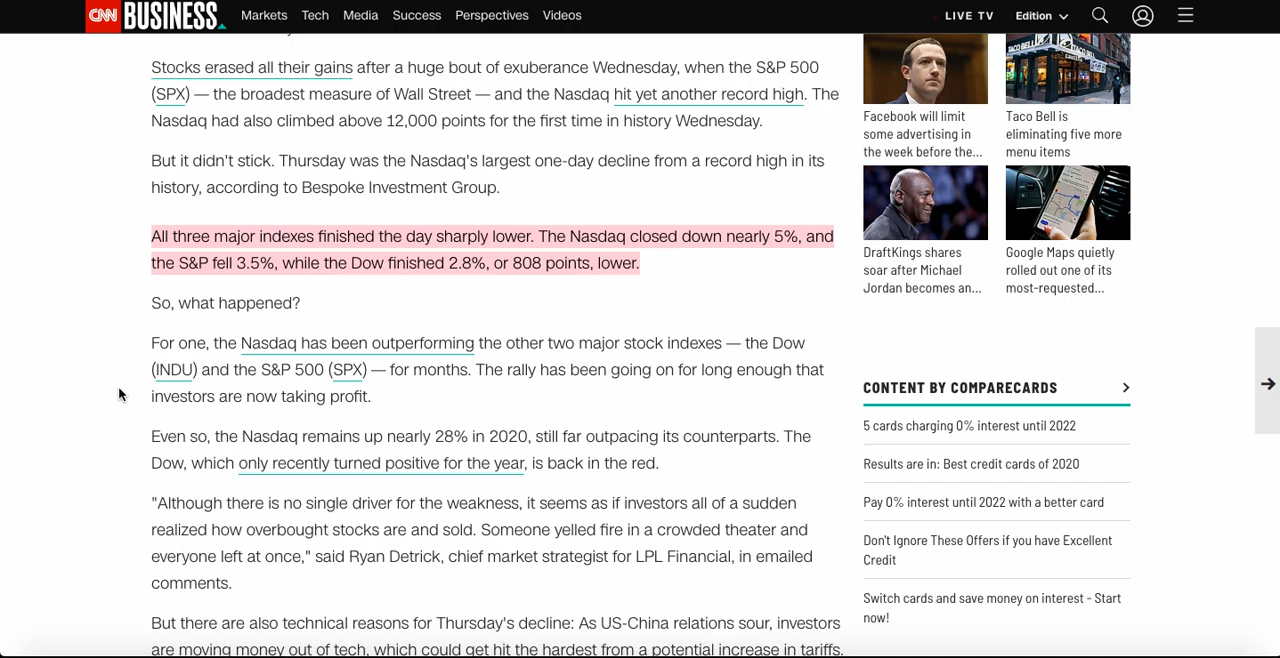 CNN BUSINESS
Markets Tech Media Success Perspectives Videos
LIVE TV Edition
Stocks erased all their gains after a huge bout of exuberance Wednesday, when the S&P 500
(SPX) — the broadest measure of Wall Street — and the Nasdaq hit yet another record high. The
Nasdaq had also climbed above 12,000 points for the first time in history Wednesday.
But it didn't stick. Thursday was the Nasdaq's largest one-day decline from a record high in its
history, according to Bespoke Investment Group.
All three major indexes finished the day sharply lower. The Nasdaq closed down nearly 5%, and
the S&P fell 3.5%, while the Dow finished 2.8%, or 808 points, lower.
So, what happened?
For one, the Nasdaq has been outperforming the other two major stock indexes — the Dow
(INDU) and the S&P 500 (SPX) — for months. The rally has been going on for long enough that
investors are now taking profit.
Even so, the Nasdaq remains up nearly 28% in 2020, still far outpacing its counterparts. The
Dow, which only recently turned positive for the year, is back in the red.
"Although there is no single driver for the weakness, it seems as if investors all of a sudden
realized how overbought stocks are and sold. Someone yelled fire in a crowded theater and
everyone left at once," said Ryan Detrick, chief market strategist for LPL Financial, in emailed
comments.
But there are also technical reasons for Thursday's decline: As US-China relations sour, investors
are moving money out of tech, which could get hit the hardest from a potential increase in tariffs.
TACO BELL
Facebook will limit
some advertising in
the week before the...
Taco Bell is
eliminating five more
menu items
DraftKings shares
soar after Michael
Jordan becomes an...
Google Maps quietly
rolled out one of its
most-requested...
CONTENT BY COMPARECARDS
5 cards charging 0% interest until 2022
Results are in: Best credit cards of 2020
Pay 0% interest until 2022 with a better card
Don't Ignore These Offers if you have Excellent
Credit
Switch cards and save money on interest - Start
now!